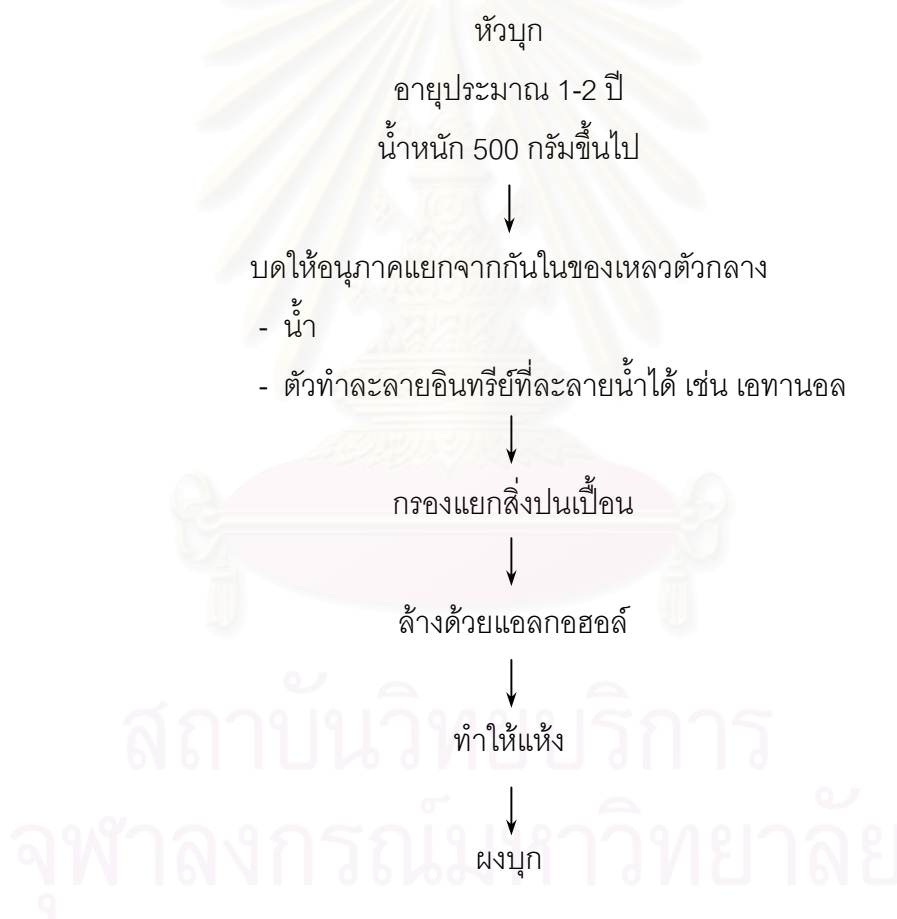 หัวบุก
อายุประมาณ 1-2 ปี
น้ำหนัก 500 กรัมขึ้นไป
บดให้อนุภาคแยกจากกันในของเหลวตัวกลาง
- น้ำ
- ตัวทำละลายอินทรีย์ที่ละลายน้ำได้ เช่น เอทานอล
กรองแยกสิ่งปนเปื้อน
ล้างด้วยแอลกอฮอล์
สถาบันวิทยบริการ
ทำให้แห้ง
จุฬาลงกรณ์มหาวิทยาลัย
ผงบุก